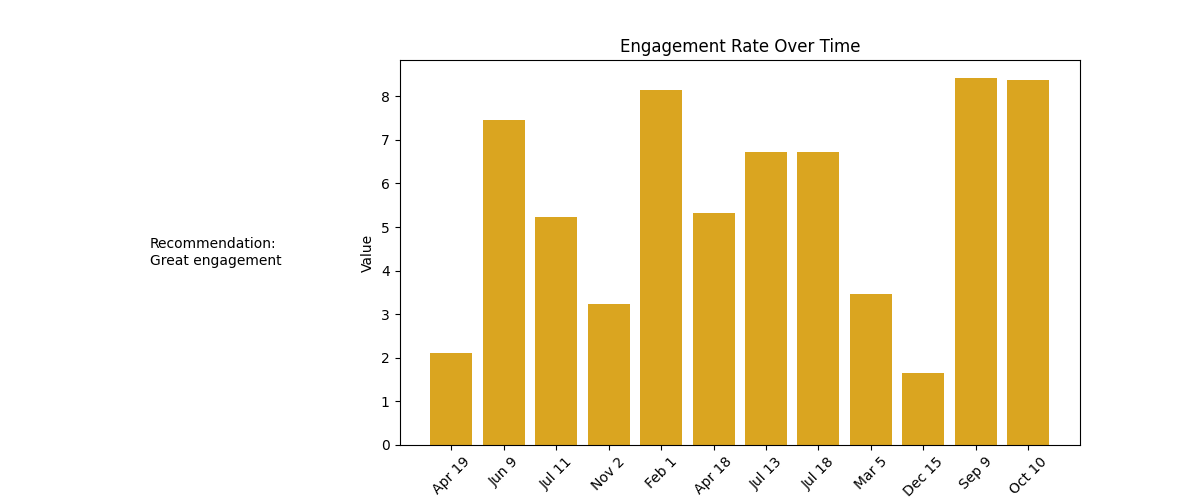 Engagement Rate Over Time
Recommendation:
Great engagement
Value
8
7
6
5
4
3
2
1
0
Apr 19
Jun 9
Jul 11
Nov 2
Feb 1
Apr 18
Jul 13
Jul 18
Mar 5
Dec 15
Sep 9
Oct 10